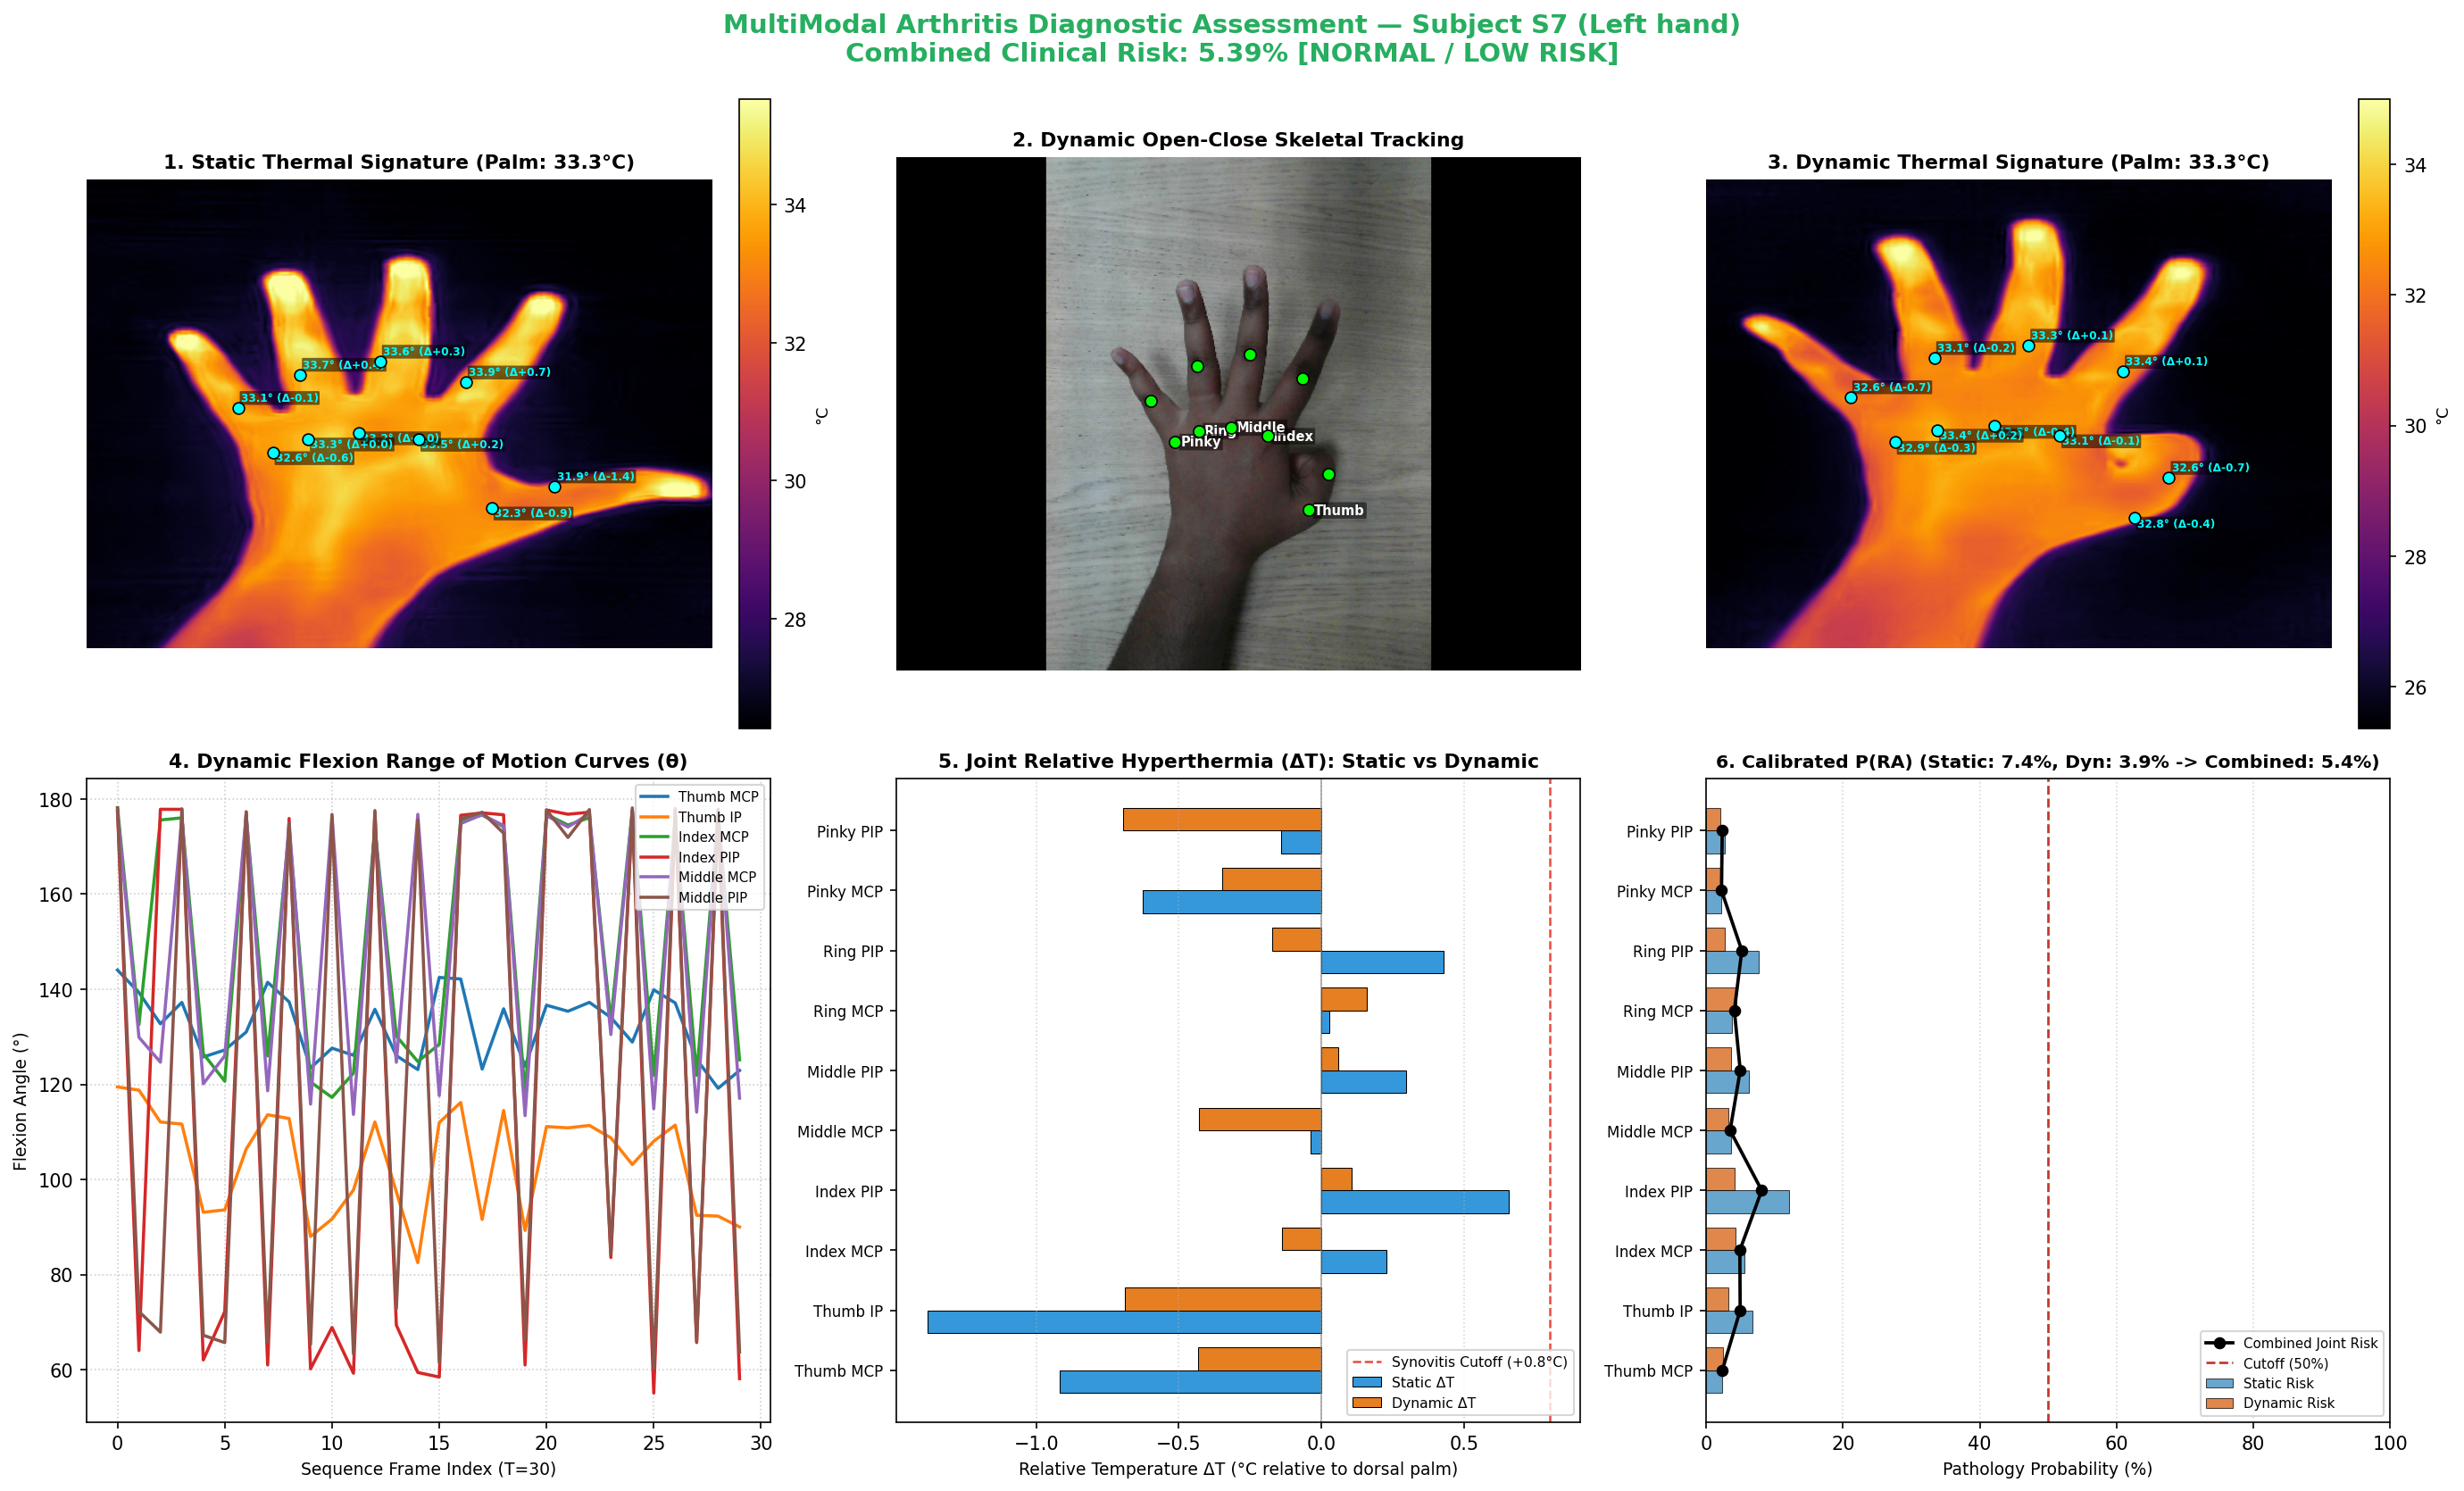 MultiModal Arthritis Diagnostic Assessment — Subject S7 (Left hand)
Combined Clinical Risk: 5.39% [NORMAL / LOW RISK]
1. Static Thermal Signature (Palm: 33.3°C)
33.6° (Δ+0.3)
33.7° (Δ+0.
33.9° (Δ+0.7)
33.1° (Δ-0.1)
33.3° (Δ+0.0)
33.5° (Δ+0.2)
32.6° (Δ-0.6)
31.9° (Δ-1.4)
32.3° (Δ-0.9)
34
32
30
28
°C
2. Dynamic Open-Close Skeletal Tracking
Pinky
Ring
Middle
Index
Thumb
3. Dynamic Thermal Signature (Palm: 33.3°C)
33.3° (Δ+0.1)
33.1° (Δ-0.2)
33.4° (Δ+0.1)
32.6° (Δ-0.7)
33.4° (Δ+0.2)
33.1° (Δ-0.1)
32.9° (Δ-0.3)
32.6° (Δ-0.7)
32.8° (Δ-0.4)
34
32
30
28
26
°C
4. Dynamic Flexion Range of Motion Curves (θ)
Flexion Angle (°)
180
160
140
120
100
80
60
0 5 10 15 20 25 30
Sequence Frame Index (T=30)
Thumb MCP
Thumb IP
Index MCP
Index PIP
Middle MCP
Middle PIP
5. Joint Relative Hyperthermia (ΔT): Static vs Dynamic
Pinky PIP
Pinky MCP
Ring PIP
Ring MCP
Middle PIP
Middle MCP
Index PIP
Index MCP
Thumb IP
Thumb MCP
Synovitis Cutoff (+0.8°C)
Static ΔT
Dynamic ΔT
−1.0 −0.5 0.0 0.5
Relative Temperature ΔT (°C relative to dorsal palm)
6. Calibrated P(RA) (Static: 7.4%, Dyn: 3.9% -> Combined: 5.4%)
Pinky PIP
Pinky MCP
Ring PIP
Ring MCP
Middle PIP
Middle MCP
Index PIP
Index MCP
Thumb IP
Thumb MCP
Combined Joint Risk
Cutoff (50%)
Static Risk
Dynamic Risk
0 20 40 60 80 100
Pathology Probability (%)